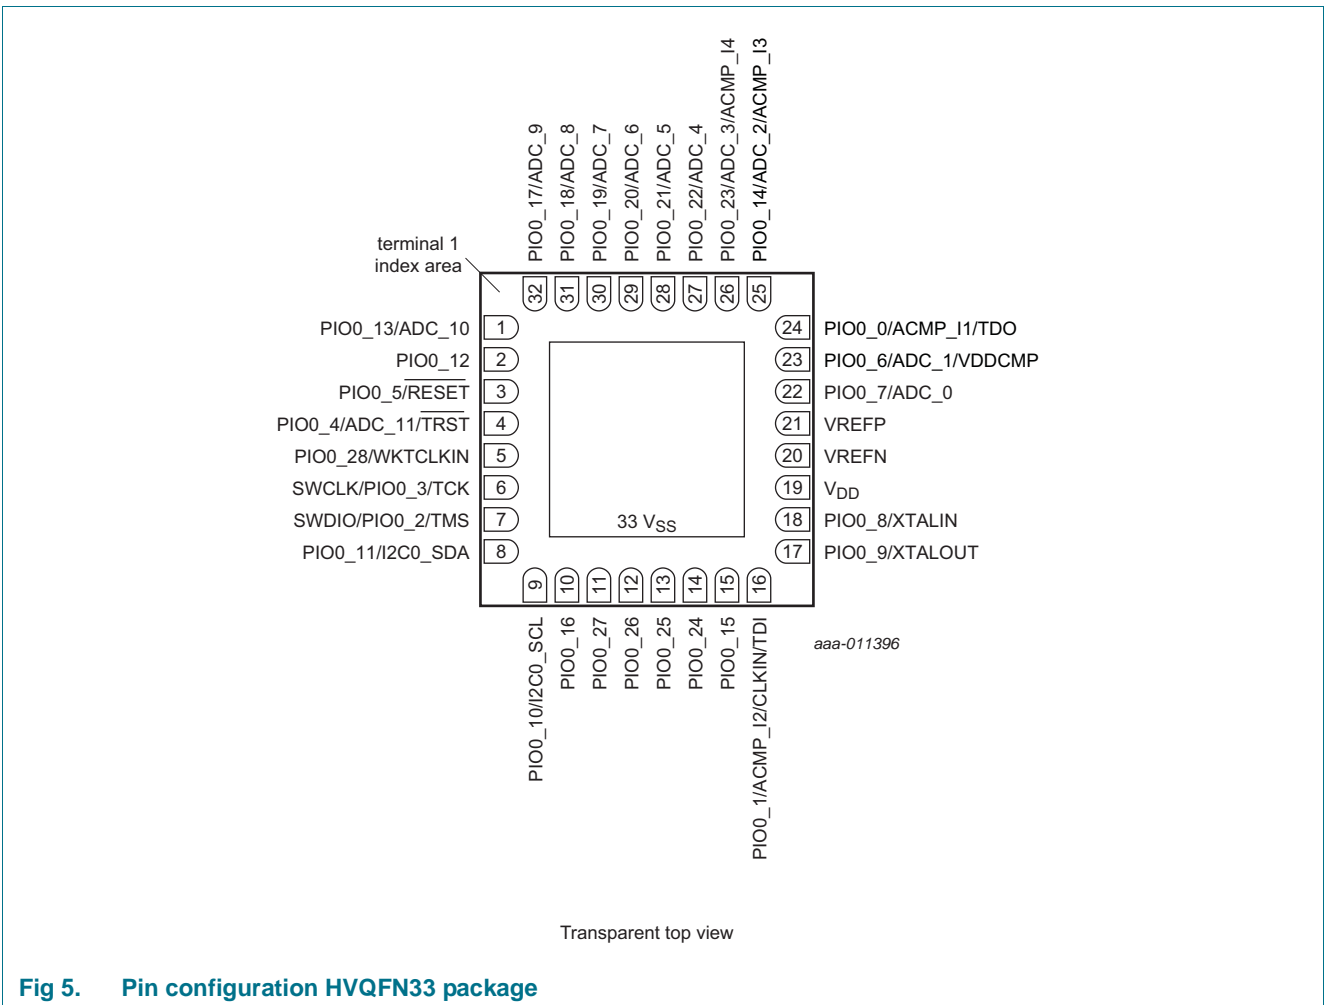 PIO0_17/ADC_9
PIO0_18/ADC_8
PIO0_19/ADC_7
PIO0_20/ADC_6
PIO0_21/ADC_5
PIO0_22/ADC_4
PIO0_23/ADC_3/ACMP_I4
PIO0_14/ADC_2/ACMP_I3
terminal 1
index area
32
31
30
29
28
27
26
25
PIO0_13/ADC_10 1
PIO0_12 2
PIO0_5/RESET 3
PIO0_4/ADC_11/TRST 4
PIO0_28/WKTCLKIN 5
SWCLK/PIO0_3/TCK 6
SWDIO/PIO0_2/TMS 7
PIO0_11/I2C0_SDA 8
24 PIO0_0/ACMP_I1/TDO
23 PIO0_6/ADC_1/VDDCMP
22 PIO0_7/ADC_0
21 VREFP
20 VREFN
19 VDD
18 PIO0_8/XTALIN
17 PIO0_9/XTALOUT
33 VSS
9
10
11
12
13
14
15
16
PIO0_10/I2C0_SCL
PIO0_16
PIO0_27
PIO0_26
PIO0_25
PIO0_24
PIO0_15
PIO0_1/ACMP_I2/CLKIN/TDI
aaa-011396
Transparent top view
Fig 5. Pin configuration HVQFN33 package